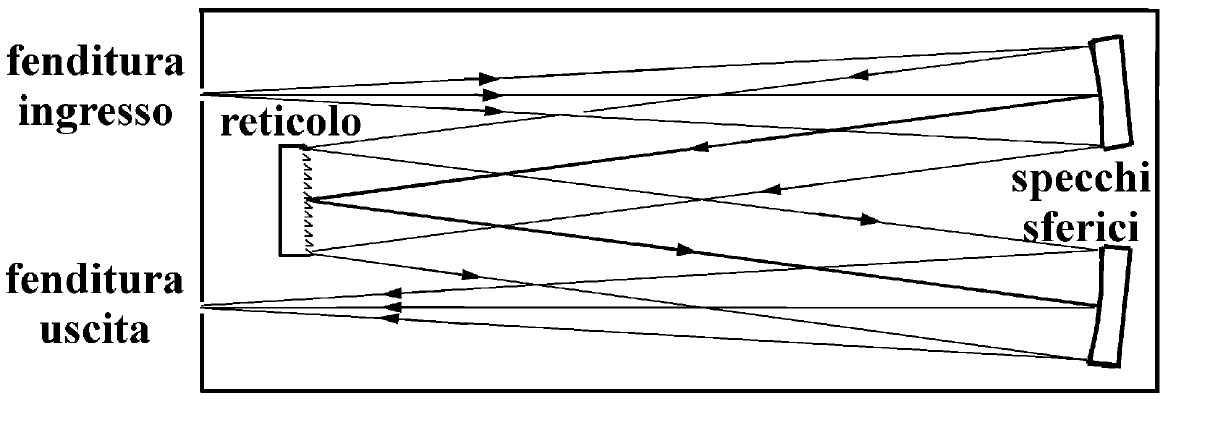 fenditura
ingresso
reticolo
specchi
sferici
fenditura
uscita